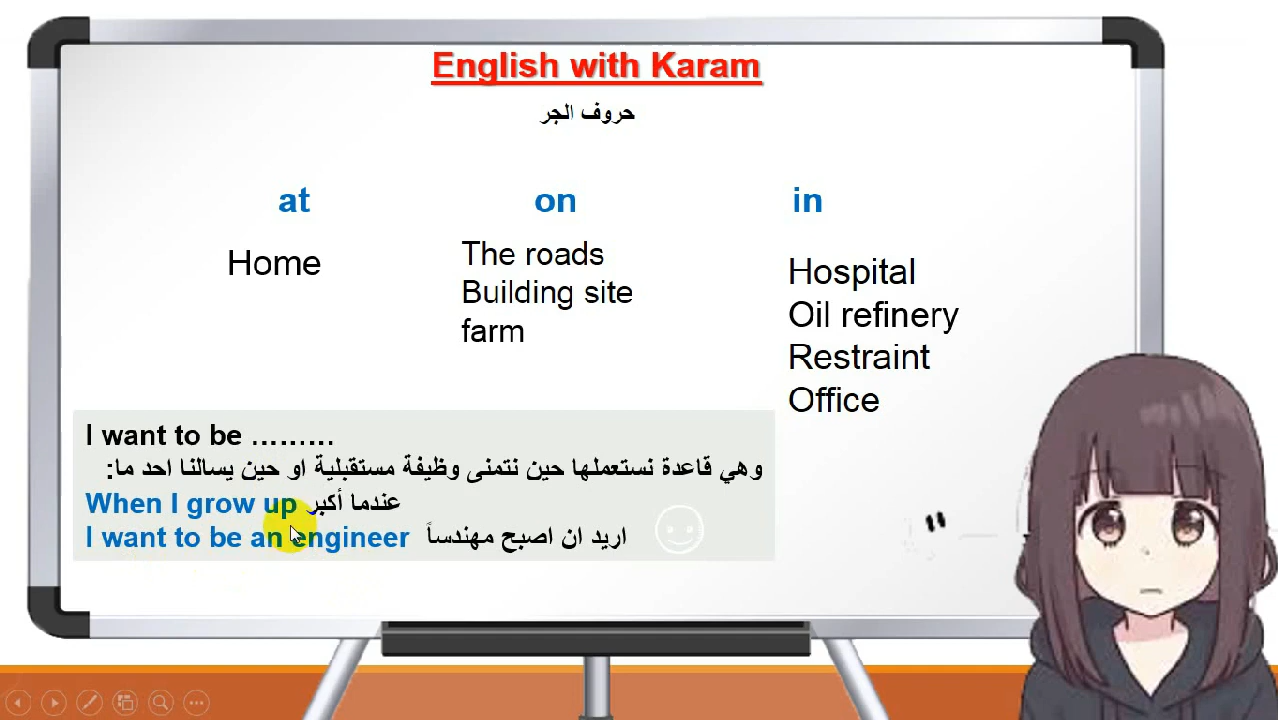 English with Karam
حروف الجر
at on in
Home
The roads
Building site
farm
Hospital
Oil refinery
Restraint
Office
I want to be ………
وهي قاعدة نستعملها حين نتمنى وظيفة مستقبلية او حين يسالنا احد ما:
When I grow up عندما أكبر
I want to be an engineer اريد ان اصبح مهندساً